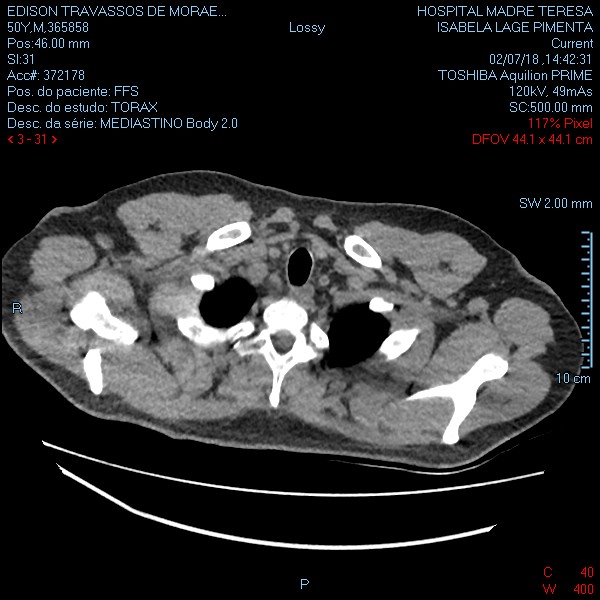 EDISON TRAVASSOS DE MORAE...
50Y,M,365858
Pos:46.00 mm
SI:31
Acc#: 372178
Pos. do paciente: FFS
Desc. do estudo: TORAX
Desc. da série: MEDIASTINO Body 2.0
< 3 - 31 >
Lossy
HOSPITAL MADRE TERESA
ISABELA LAGE PIMENTA
Current
02/07/18 ,14:42:31
TOSHIBA Aquilion PRIME
120kV, 49mAs
SC:500.00 mm
117% Pixel
DFOV 44.1 x 44.1 cm
SW 2.00 mm
R
10 cm
P
C 40
W 400